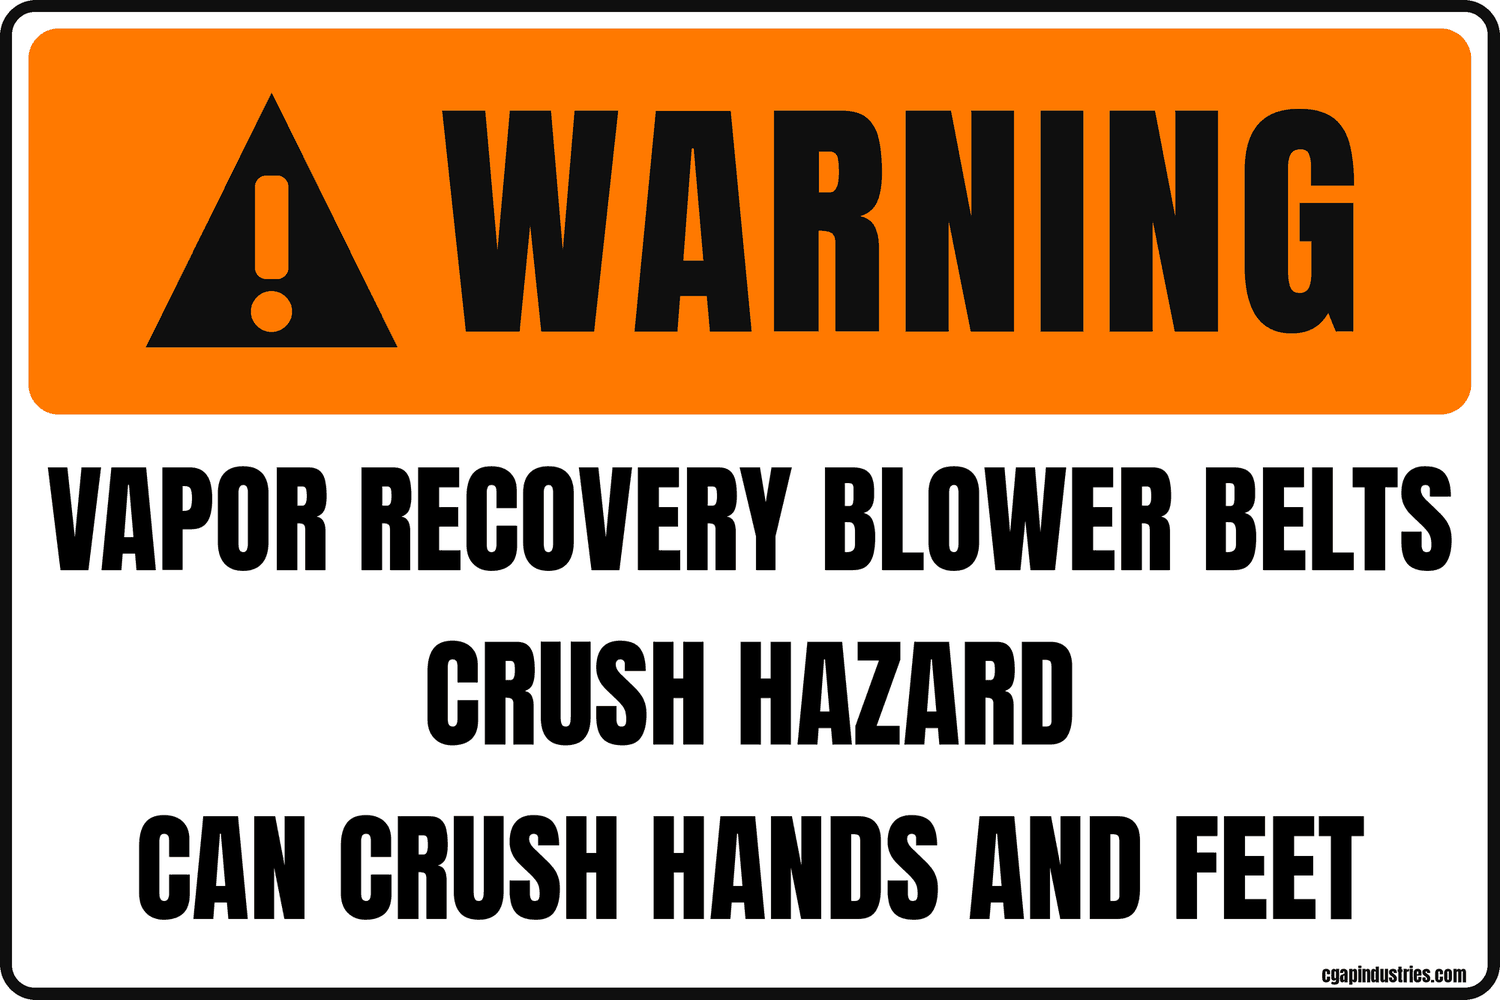 WARNING
VAPOR RECOVERY BLOWER BELTS
CRUSH HAZARD
CAN CRUSH HANDS AND FEET
cgapindustries.com